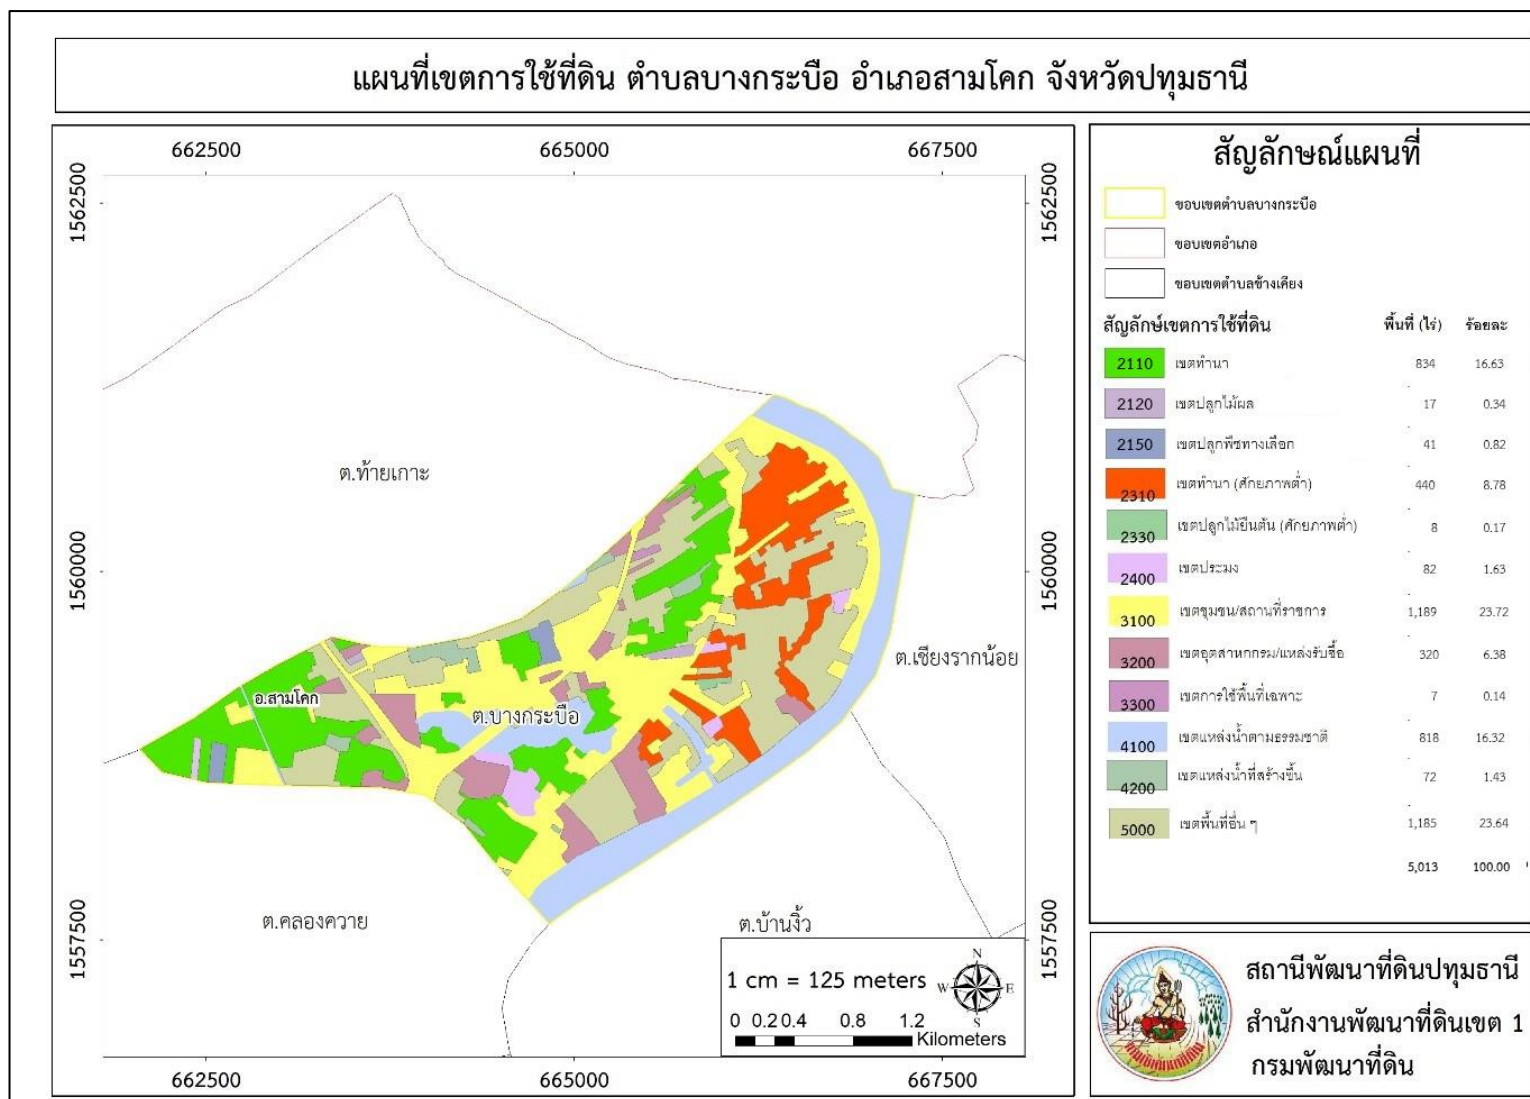 แผนที่เขตการใช้ที่ดิน ตำบลบางกระบือ อำเภอสามโคก จังหวัดปทุมธานี
662500 665000 667500
1562500
1560000
1557500
1562500
1560000
1557500
ต.ท้ายเกาะ
ต.เชียงรากน้อย
อ.สามโคก
ต.บางกระบือ
ต.คลองควาย
ต.บ้านงิ้ว
1 cm = 125 meters
N
W E
S
0 0.2 0.4 0.8 1.2
Kilometers
662500 665000 667500
สัญลักษณ์แผนที่
ขอบเขตตำบลบางกระบือ
ขอบเขตอำเภอ
ขอบเขตตำบลข้างเคียง
สัญลักษ์เขตการใช้ที่ดิน พื้นที่ (ไร่) ร้อยละ
2110 เขตทำนา 834 16.63
2120 เขตปลูกไม้ผล 17 0.34
2150 เขตปลูกพืชทางเลือก 41 0.82
2310 เขตทำนา (ศักยภาพต่ำ) 440 8.78
2330 เขตปลูกไม้ยืนต้น (ศักยภาพต่ำ) 8 0.17
2400 เขตประมง 82 1.63
3100 เขตชุมชน/สถานที่ราชการ 1,189 23.72
3200 เขตอุตสาหกกรม/แหล่งรับซื้อ 320 6.38
3300 เขตการใช้พื้นที่เฉพาะ 7 0.14
4100 เขตแหล่งน้ำตามธรรมชาติ 818 16.32
4200 เขตแหล่งน้ำที่สร้างขึ้น 72 1.43
5000 เขตพื้นที่อื่น ๆ 1,185 23.64
5,013 100.00
สถานีพัฒนาที่ดินปทุมธานี
สำนักงานพัฒนาที่ดินเขต 1
กรมพัฒนาที่ดิน